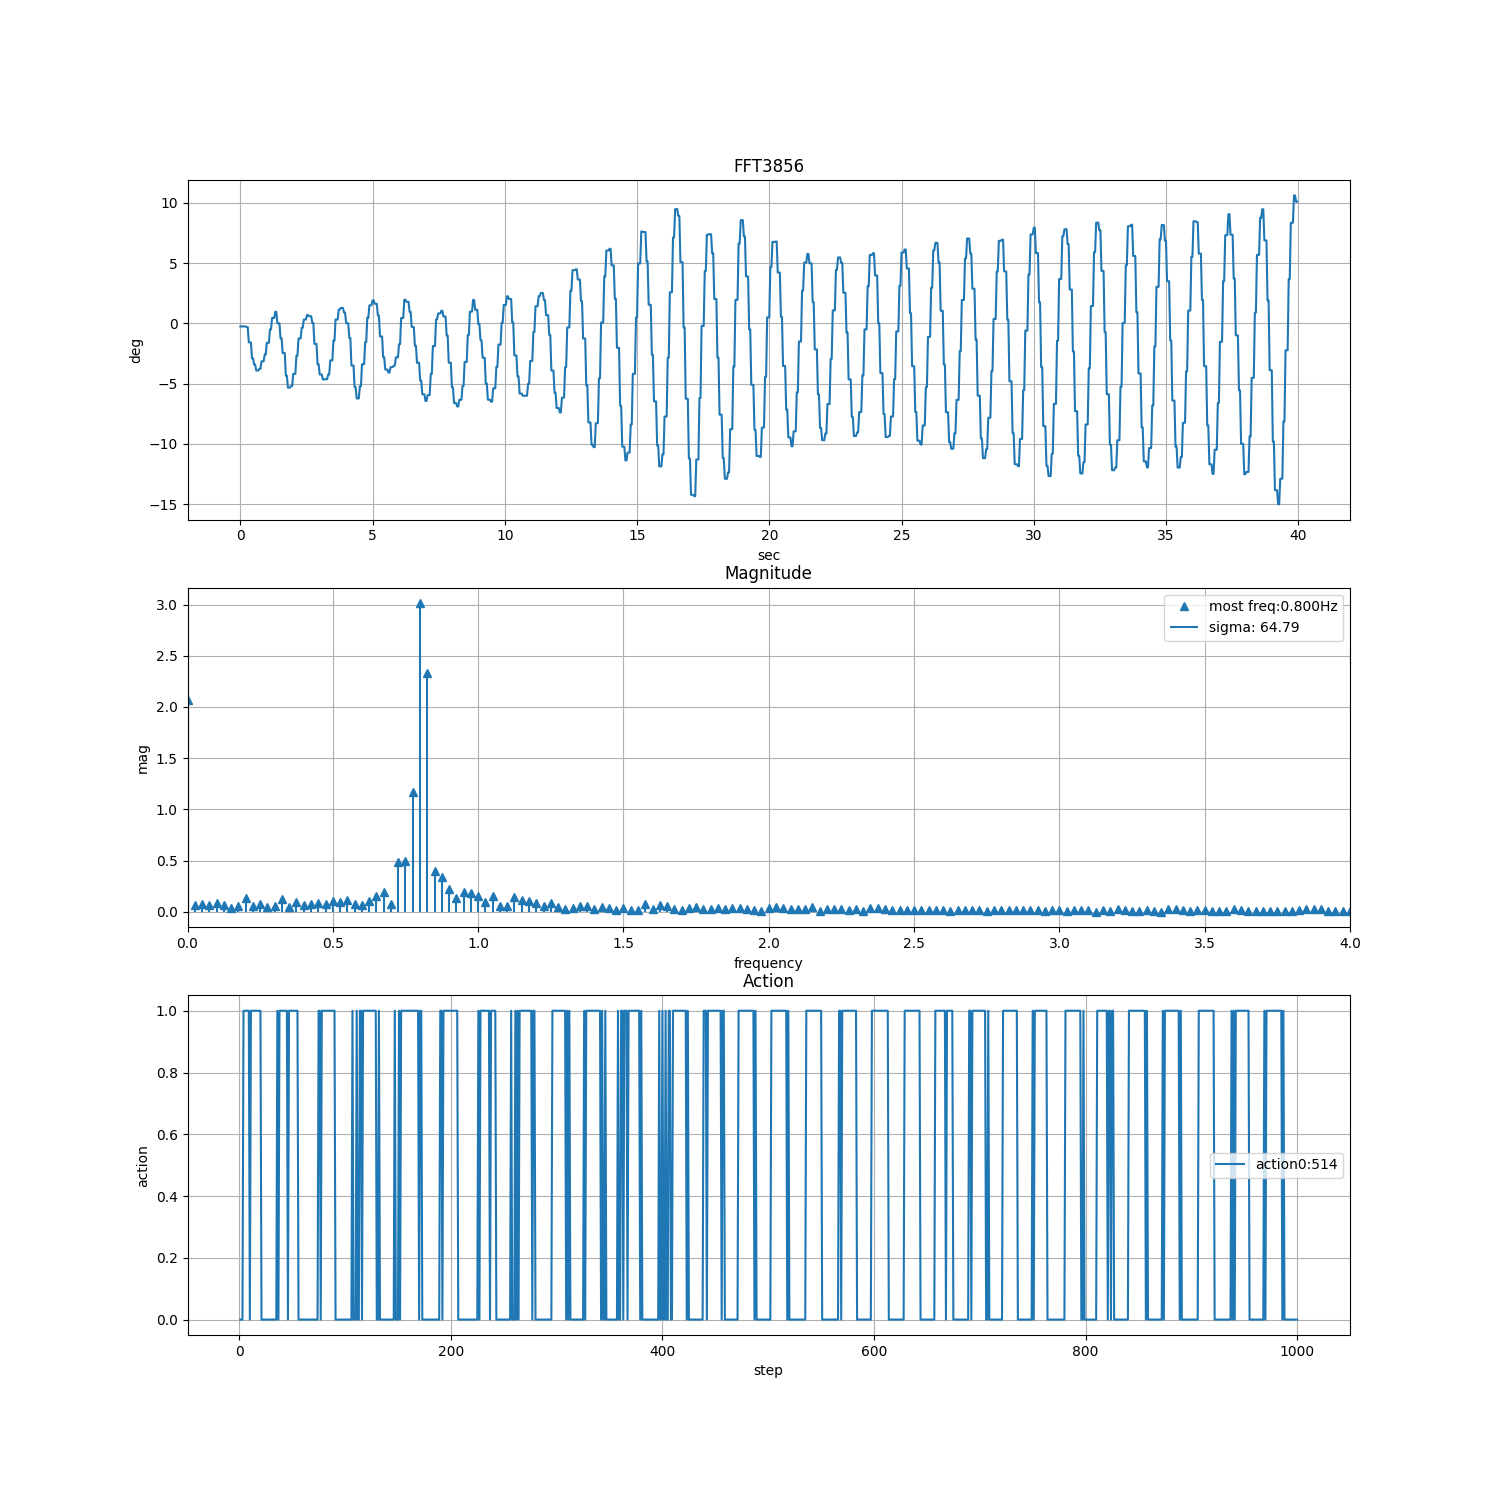 FFT3856
10
5
0
−5
−10
−15
deg
0 5 10 15 20 25 30 35 40
sec
Magnitude
most freq:0.800Hz
sigma: 64.79
3.0
2.5
2.0
1.5
1.0
0.5
0.0
mag
0.0 0.5 1.0 1.5 2.0 2.5 3.0 3.5 4.0
frequency
Action
1.0
0.8
0.6
0.4
0.2
0.0
action
action0:514
0 200 400 600 800 1000
step